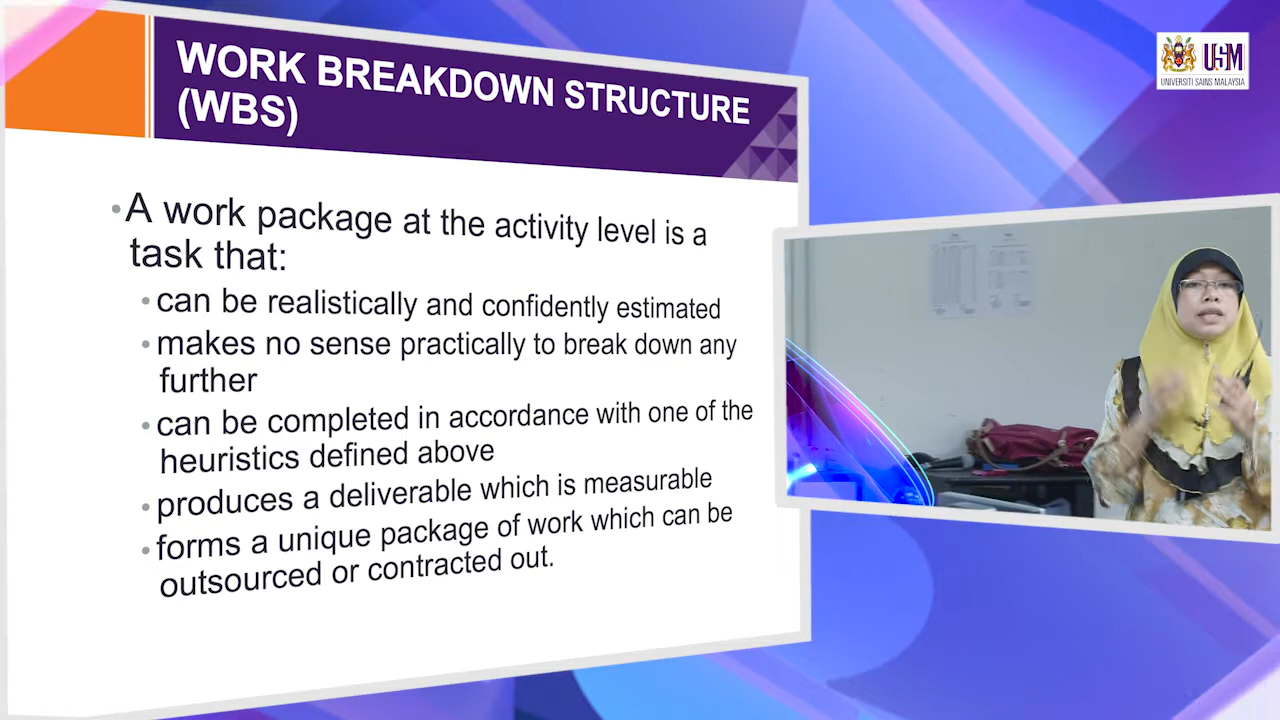 WORK BREAKDOWN STRUCTURE
(WBS)
USM
UNIVERSITI SAINS MALAYSIA
•A work package at the activity level is a
task that:
•can be realistically and confidently estimated
•makes no sense practically to break down any
further
•can be completed in accordance with one of the
heuristics defined above
•produces a deliverable which is measurable
•forms a unique package of work which can be
outsourced or contracted out.